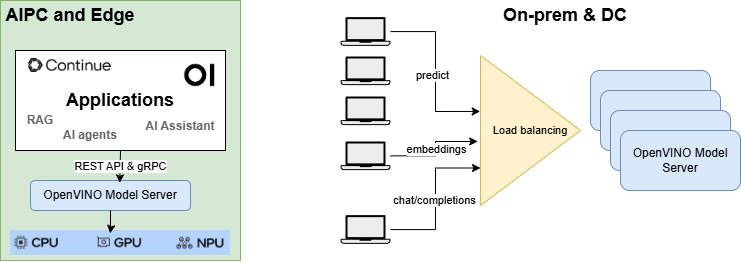 AIPC and Edge
Continue
OI
Applications
RAG
AI agents
AI Assistant
REST API & gRPC
OpenVINO Model Server
CPU
GPU
NPU
On-prem & DC
predict
embeddings
chat/completions
Load balancing
OpenVINO Model
Server